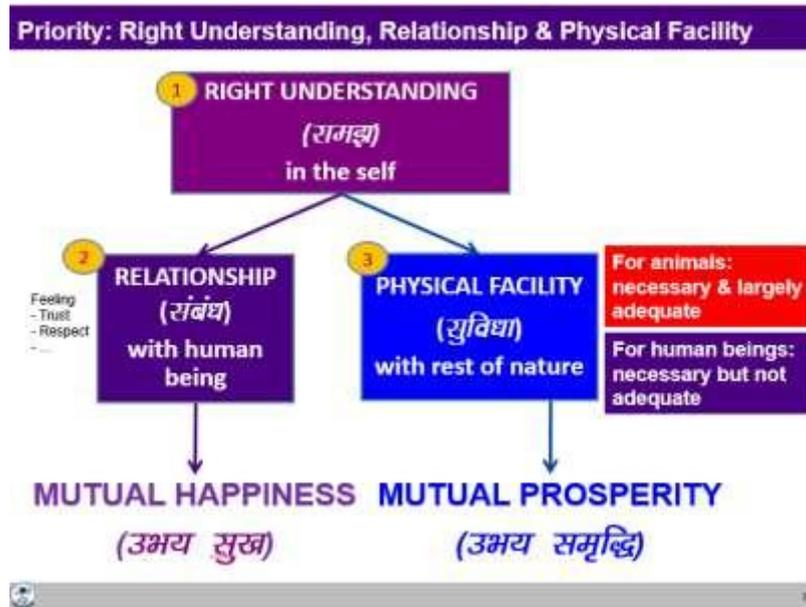 Priority: Right Understanding, Relationship & Physical Facility
1
RIGHT UNDERSTANDING
(समझ)
in the self
2
RELATIONSHIP
(संबंध)
with human
being
Feeling
- Trust
- Respect
- ...
3
PHYSICAL FACILITY
(सुविधा)
with rest of nature
For animals:
necessary & largely
adequate
For human beings:
necessary but not
adequate
MUTUAL HAPPINESS
(उभय सुख)
MUTUAL PROSPERITY
(उभय समृद्धि)